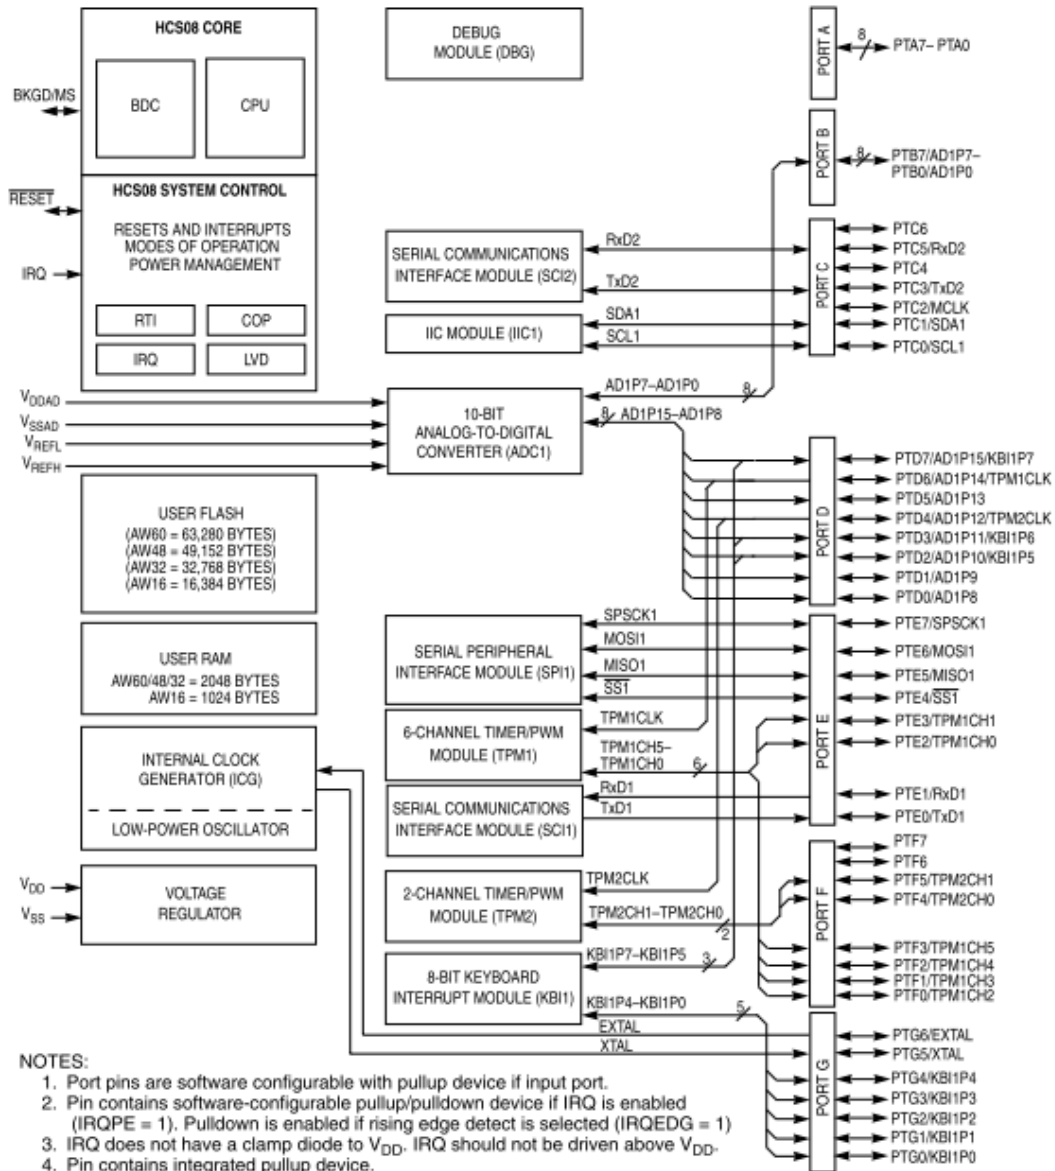 HCS08 CORE
BDC
CPU
BKGD/MS
HCS08 SYSTEM CONTROL
RESET
RESETS AND INTERRUPTS
MODES OF OPERATION
POWER MANAGEMENT
IRQ
RTI
COP
IRQ
LVD
VDDAD
VSSAD
VREFL
VREFH
USER FLASH
(AW60 = 63,280 BYTES)
(AW48 = 49,152 BYTES)
(AW32 = 32,768 BYTES)
(AW16 = 16,384 BYTES)
USER RAM
AW60/48/32 = 2048 BYTES
AW16 = 1024 BYTES
INTERNAL CLOCK
GENERATOR (ICG)
LOW-POWER OSCILLATOR
VDD
VSS
VOLTAGE
REGULATOR
DEBUG
MODULE (DBG)
SERIAL COMMUNICATIONS
INTERFACE MODULE (SCI2)
RxD2
TxD2
IIC MODULE (IIC1)
SDA1
SCL1
10-BIT
ANALOG-TO-DIGITAL
CONVERTER (ADC1)
AD1P7–AD1P0
8
8
AD1P15–AD1P8
SERIAL PERIPHERAL
INTERFACE MODULE (SPI1)
SPSCK1
MOSI1
MISO1
SS1
6-CHANNEL TIMER/PWM
MODULE (TPM1)
TPM1CLK
TPM1CH5–
TPM1CH0
6
SERIAL COMMUNICATIONS
INTERFACE MODULE (SCI1)
RxD1
TxD1
2-CHANNEL TIMER/PWM
MODULE (TPM2)
TPM2CLK
TPM2CH1–TPM2CH0
2
8-BIT KEYBOARD
INTERRUPT MODULE (KBI1)
KBI1P7–KBI1P5
3
KBI1P4–KBI1P0
5
EXTAL
XTAL
PORT A
8
PTA7– PTA0
PORT B
8
PTB7/AD1P7–
PTB0/AD1P0
PORT C
PTC6
PTC5/RxD2
PTC4
PTC3/TxD2
PTC2/MCLK
PTC1/SDA1
PTC0/SCL1
PORT D
PTD7/AD1P15/KBI1P7
PTD6/AD1P14/TPM1CLK
PTD5/AD1P13
PTD4/AD1P12/TPM2CLK
PTD3/AD1P11/KBI1P6
PTD2/AD1P10/KBI1P5
PTD1/AD1P9
PTD0/AD1P8
PORT E
PTE7/SPSCK1
PTE6/MOSI1
PTE5/MISO1
PTE4/SS1
PTE3/TPM1CH1
PTE2/TPM1CH0
PTE1/RxD1
PTE0/TxD1
PORT F
PTF7
PTF6
PTF5/TPM2CH1
PTF4/TPM2CH0
PTF3/TPM1CH5
PTF2/TPM1CH4
PTF1/TPM1CH3
PTF0/TPM1CH2
PORT G
PTG6/EXTAL
PTG5/XTAL
PTG4/KBI1P4
PTG3/KBI1P3
PTG2/KBI1P2
PTG1/KBI1P1
PTG0/KBI1P0
NOTES:
1. Port pins are software configurable with pullup device if input port.
2. Pin contains software-configurable pullup/pulldown device if IRQ is enabled
(IRQPE = 1). Pulldown is enabled if rising edge detect is selected (IRQEDG = 1)
3. IRQ does not have a clamp diode to VDD. IRQ should not be driven above VDD.
4. Pin contains integrated pullup device.